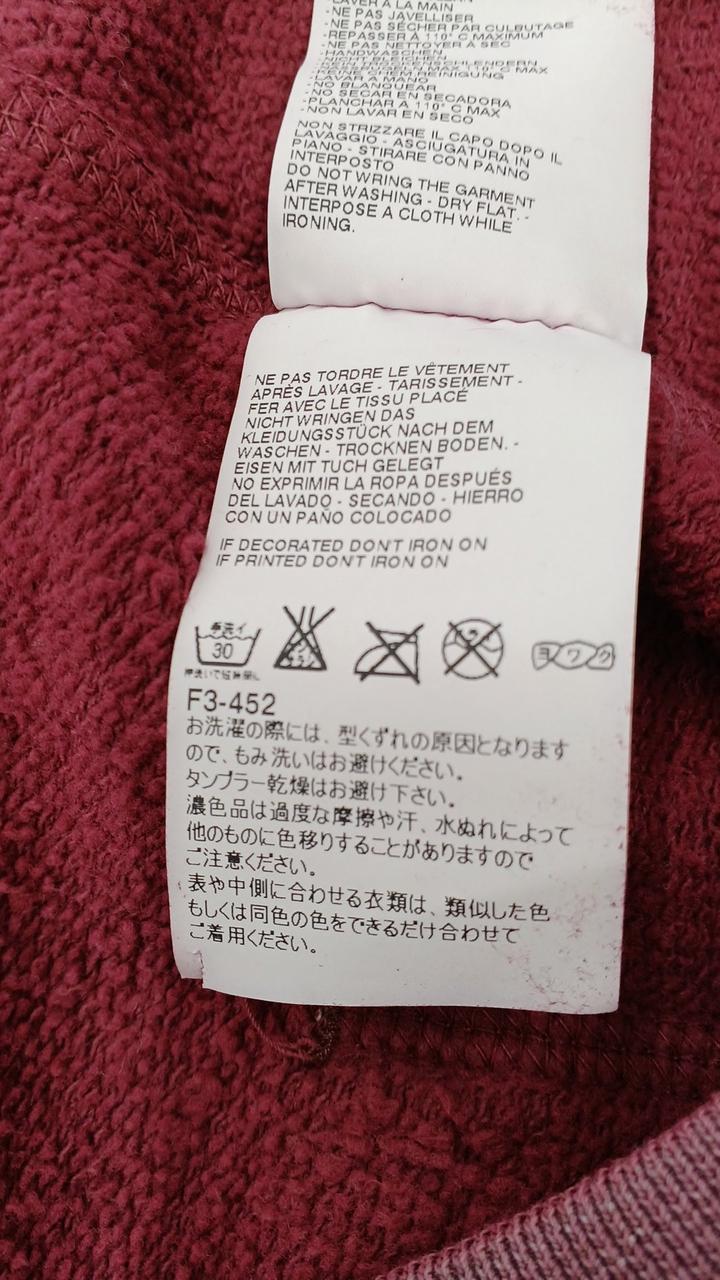 -LAVER A LA MAIN
-NE PAS JAVELLISER
-NE PAS SÉCHER PAR CULBUTAGE
-REPASSER A 110° C MAXIMUM
-NE PAS NETTOYER À SEC
-HANDWASCHEN
-NICHT BLEICHEN
110° C MAX
-KEINE CHEM REINIGUNG
-LAVAR A MANO
-NO BLANQUEAR
-NO SECAR EN SECADORA
-PLANCHAR A 110° C MAX
-NON LAVAR EN SECO
NON STRIZZARE IL CAPO DOPO IL
LAVAGGIO - ASCIUGATURA IN
PIANO - STIRARE CON PANNO
INTERPOSTO
DO NOT WRING THE GARMENT
AFTER WASHING - DRY FLAT. -
INTERPOSE A CLOTH WHILE
IRONING.
NE PAS TORDRE LE VÊTEMENT
APRÈS LAVAGE - TARISSEMENT -
FER AVEC LE TISSU PLACÉ
NICHT WRINGEN DAS
KLEIDUNGSSTÜCK NACH DEM
WASCHEN - TROCKNEN BODEN. -
EISEN MIT TUCH GELEGT
NO EXPRIMIR LA ROPA DESPUÉS
DEL LAVADO - SECANDO - HIERRO
CON UN PAÑO COLOCADO
IF DECORATED DON'T IRON ON
IF PRINTED DON'T IRON ON
手洗イ
30
ヨワク
F3-452
お洗濯の際には、型くずれの原因となります
ので、もみ洗いはお避けください。
タンブラー乾燥はお避け下さい。
濃色品は過度な摩擦や汗、水ぬれによって
他のものに色移りすることがありますので
ご注意ください。
表や中側に合わせる衣類は、類似した色
もしくは同色の色をできるだけ合わせて
ご着用ください。